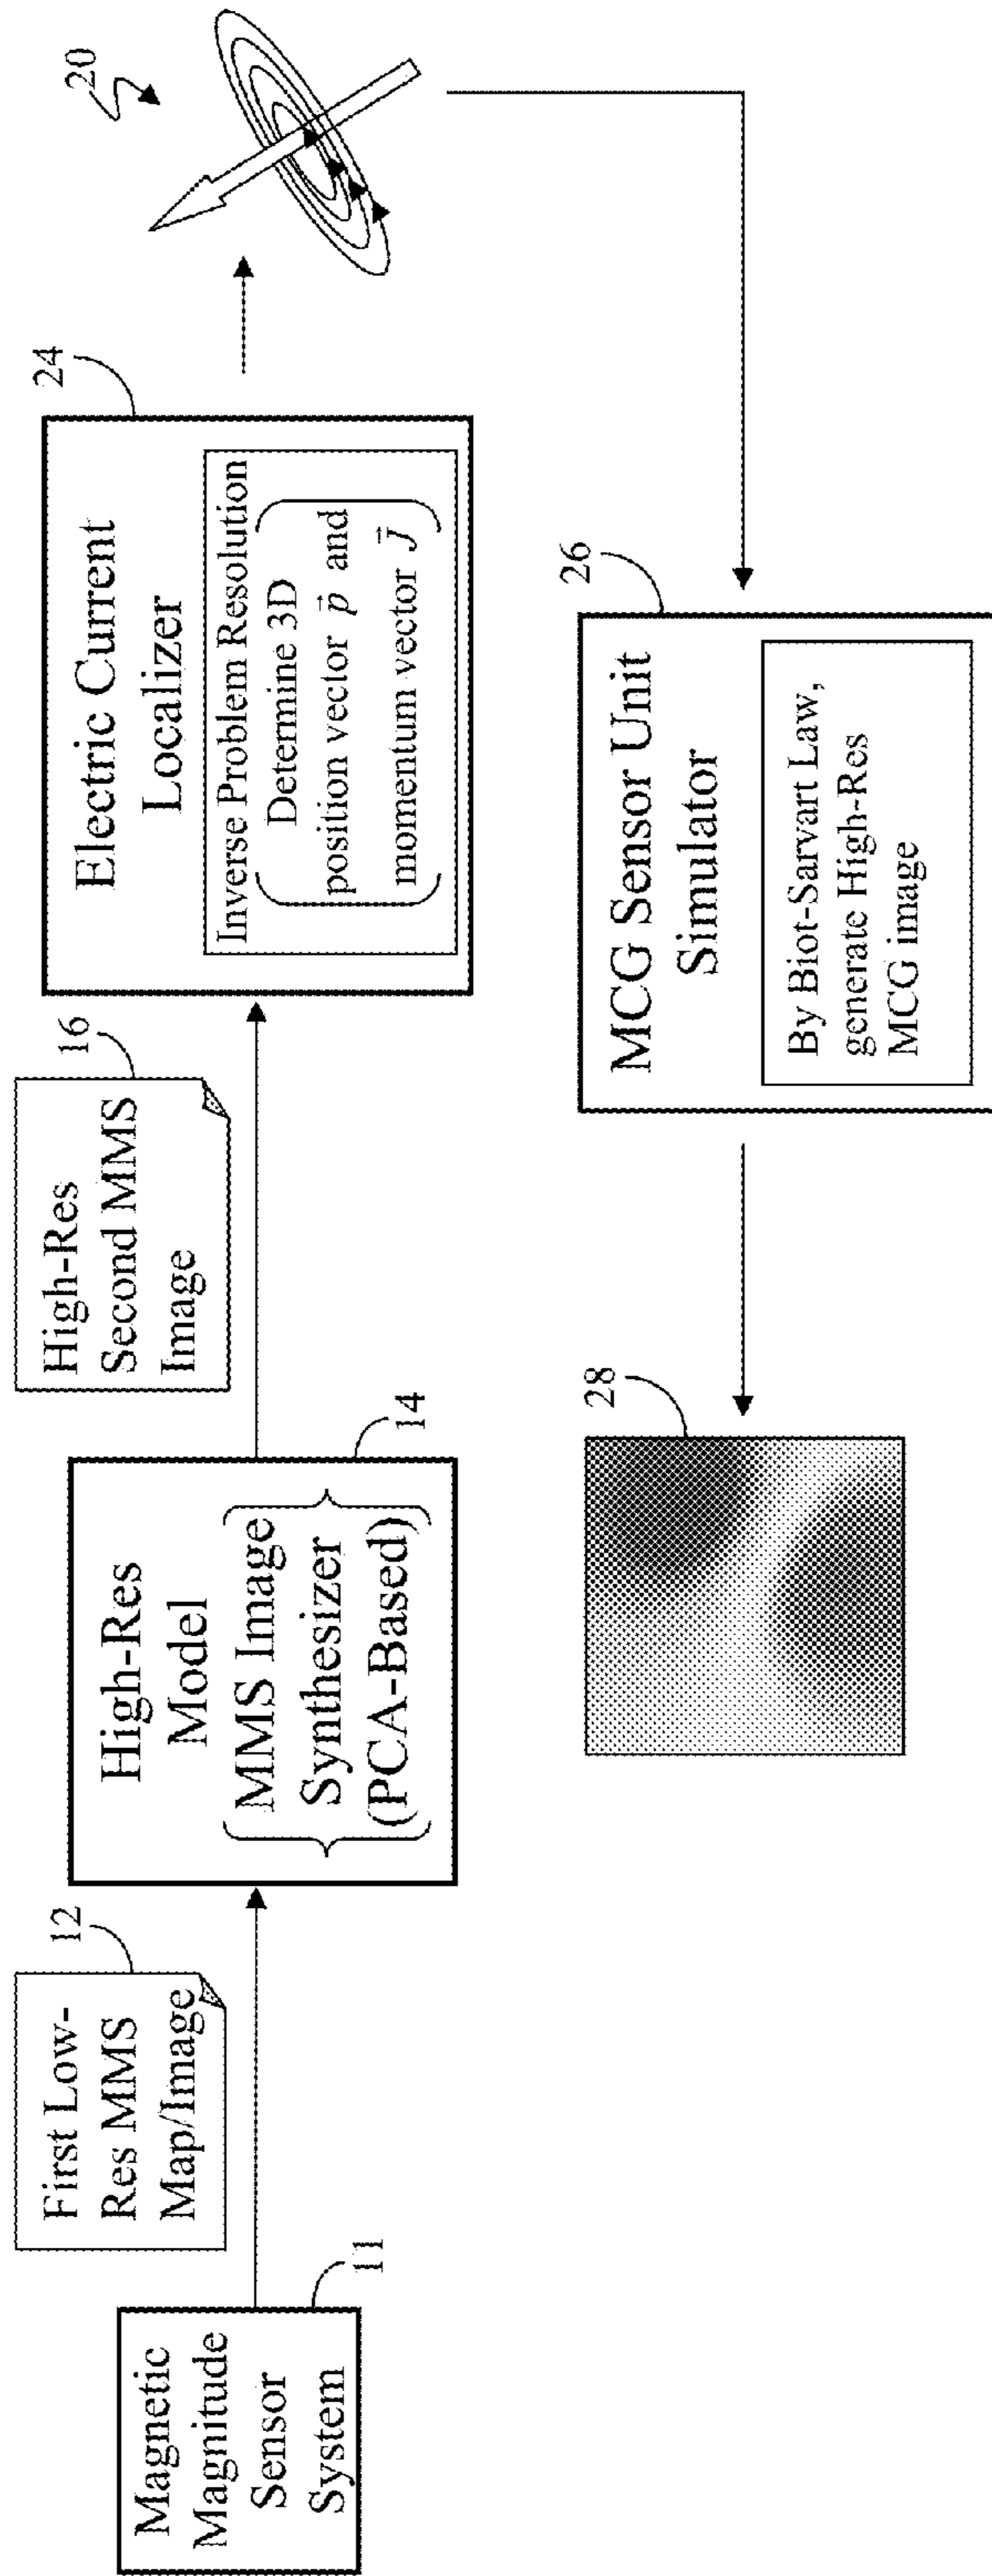 Magnetic
Magnitude
Sensor
System
11
First Low-
Res MMS
Map/Image
12
High-Res
Model
MMS Image
Synthesizer
(PCA-Based)
14
High-Res
Second MMS
Image
16
Electric Current
Localizer
Inverse Problem Resolution
Determine 3D
position vector p⃗ and
momentum vector J⃗
24
20
MCG Sensor Unit
Simulator
By Biot-Sarvart Law,
generate High-Res
MCG image
26
28